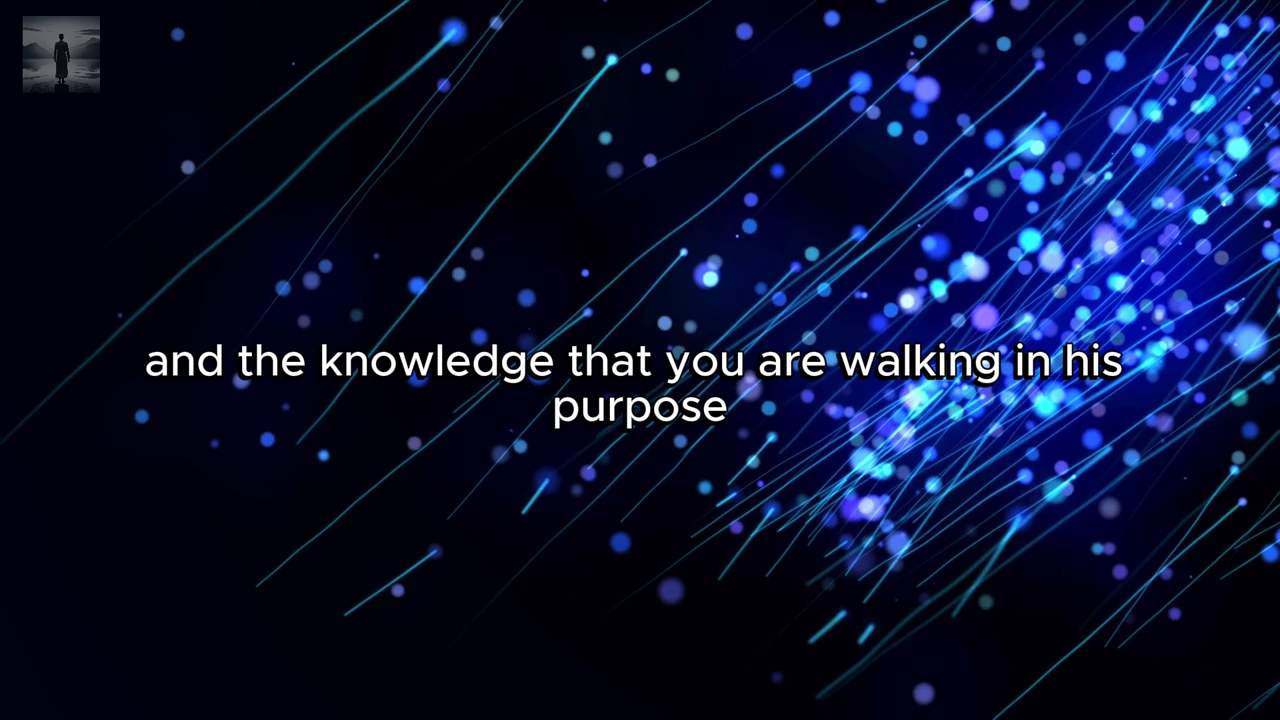 and the knowledge that you are walking in his
purpose